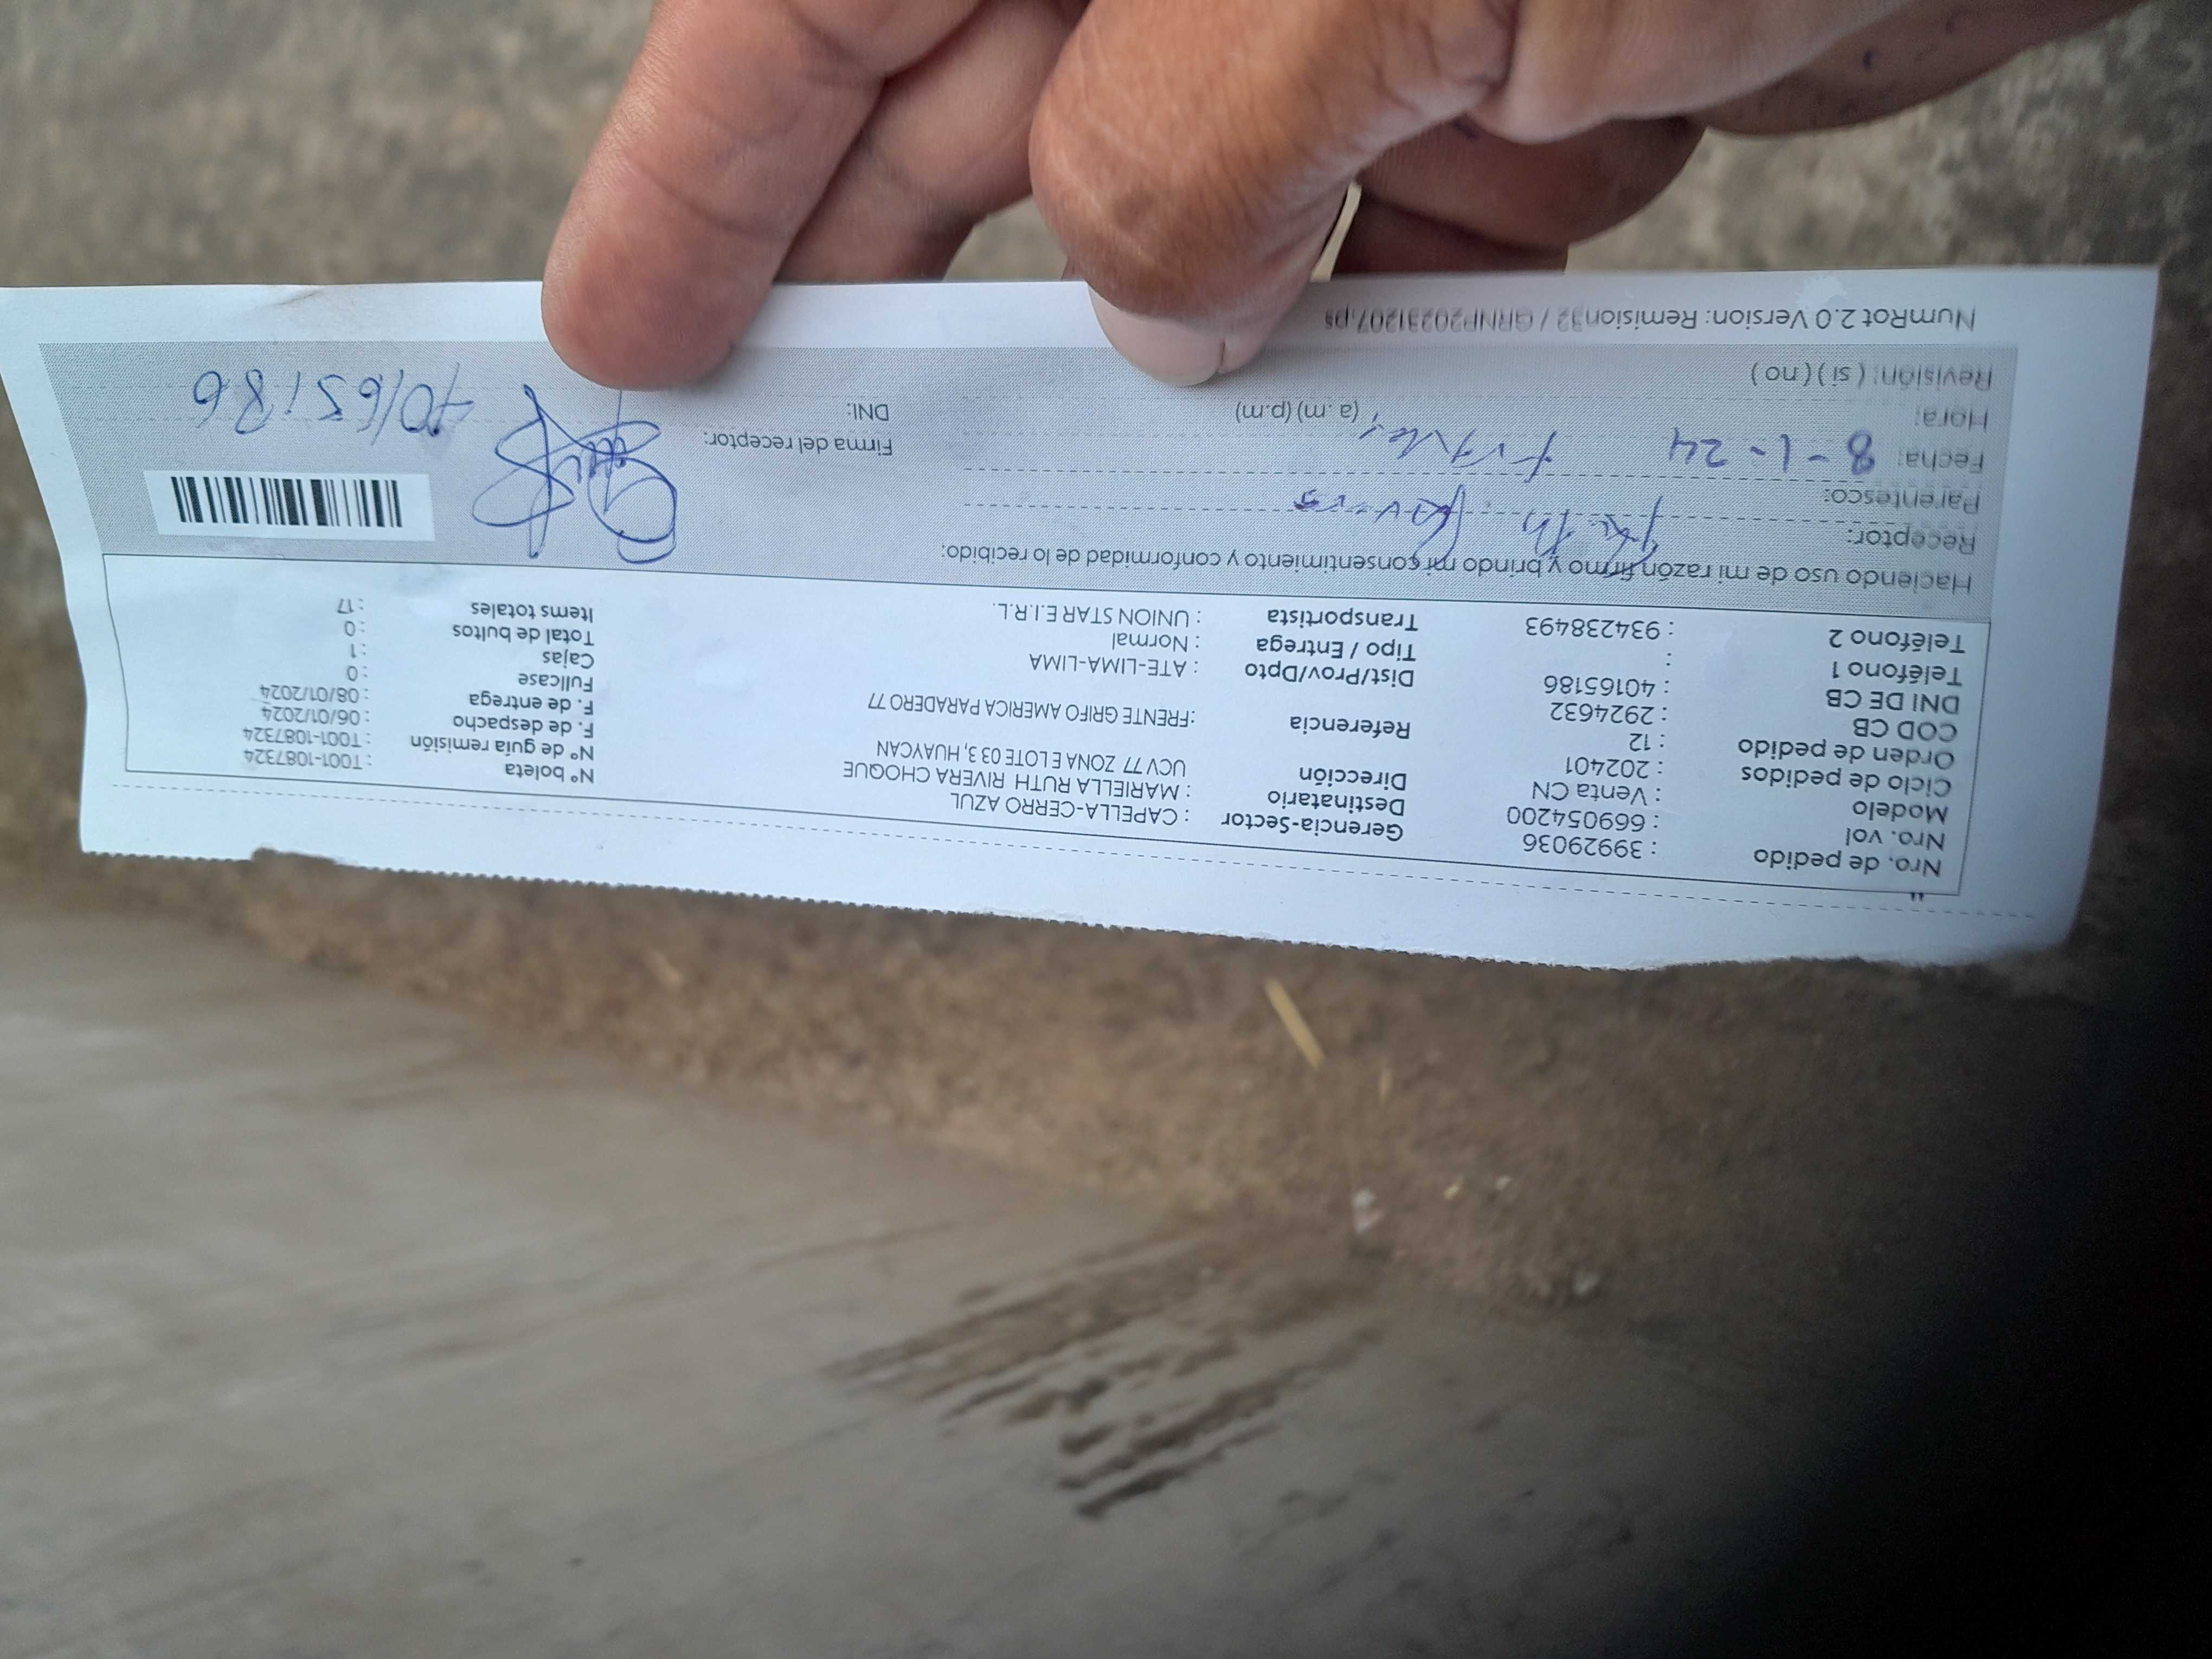 Nro. de pedido : 39929036 Gerencia-Sector : CAPELLA-CERRO AZUL Nº boleta : T001-1087324
Nro. vol : 669054200 Destinatario : MARIELLA RUTH RIVERA CHOQUE Nº de guía remisión : T001-1087324
Modelo : Venta CN Dirección UCV 77 ZONA E LOTE 03 3, HUAYCAN F. de despacho : 06/01/2024
Ciclo de pedidos : 202401 F. de entrega : 08/01/2024
Orden de pedido : 12 Referencia :FRENTE GRIFO AMERICA PARADERO 77 Fullcase : 0
COD CB : 2924632 Dist/Prov/Dpto : ATE-LIMA-LIMA Cajas : 1
DNI DE CB : 40165186 Tipo / Entrega : Normal Total de bultos : 0
Teléfono 1 : Transportista : UNION STAR E.I.R.L. Items totales : 17
Teléfono 2 : 934238493
Haciendo uso de mi razón firmo y brindo mi consentimiento y conformidad de lo recibido:
Receptor:
Parentesco:
Fecha: 8-1-24 Firma del receptor:
Hora: (a.m) (p.m) DNI: 40165186
Revisión: ( si ) ( no )
NumRot 2.0 Version: Remision32 / GRNP20231207.ps